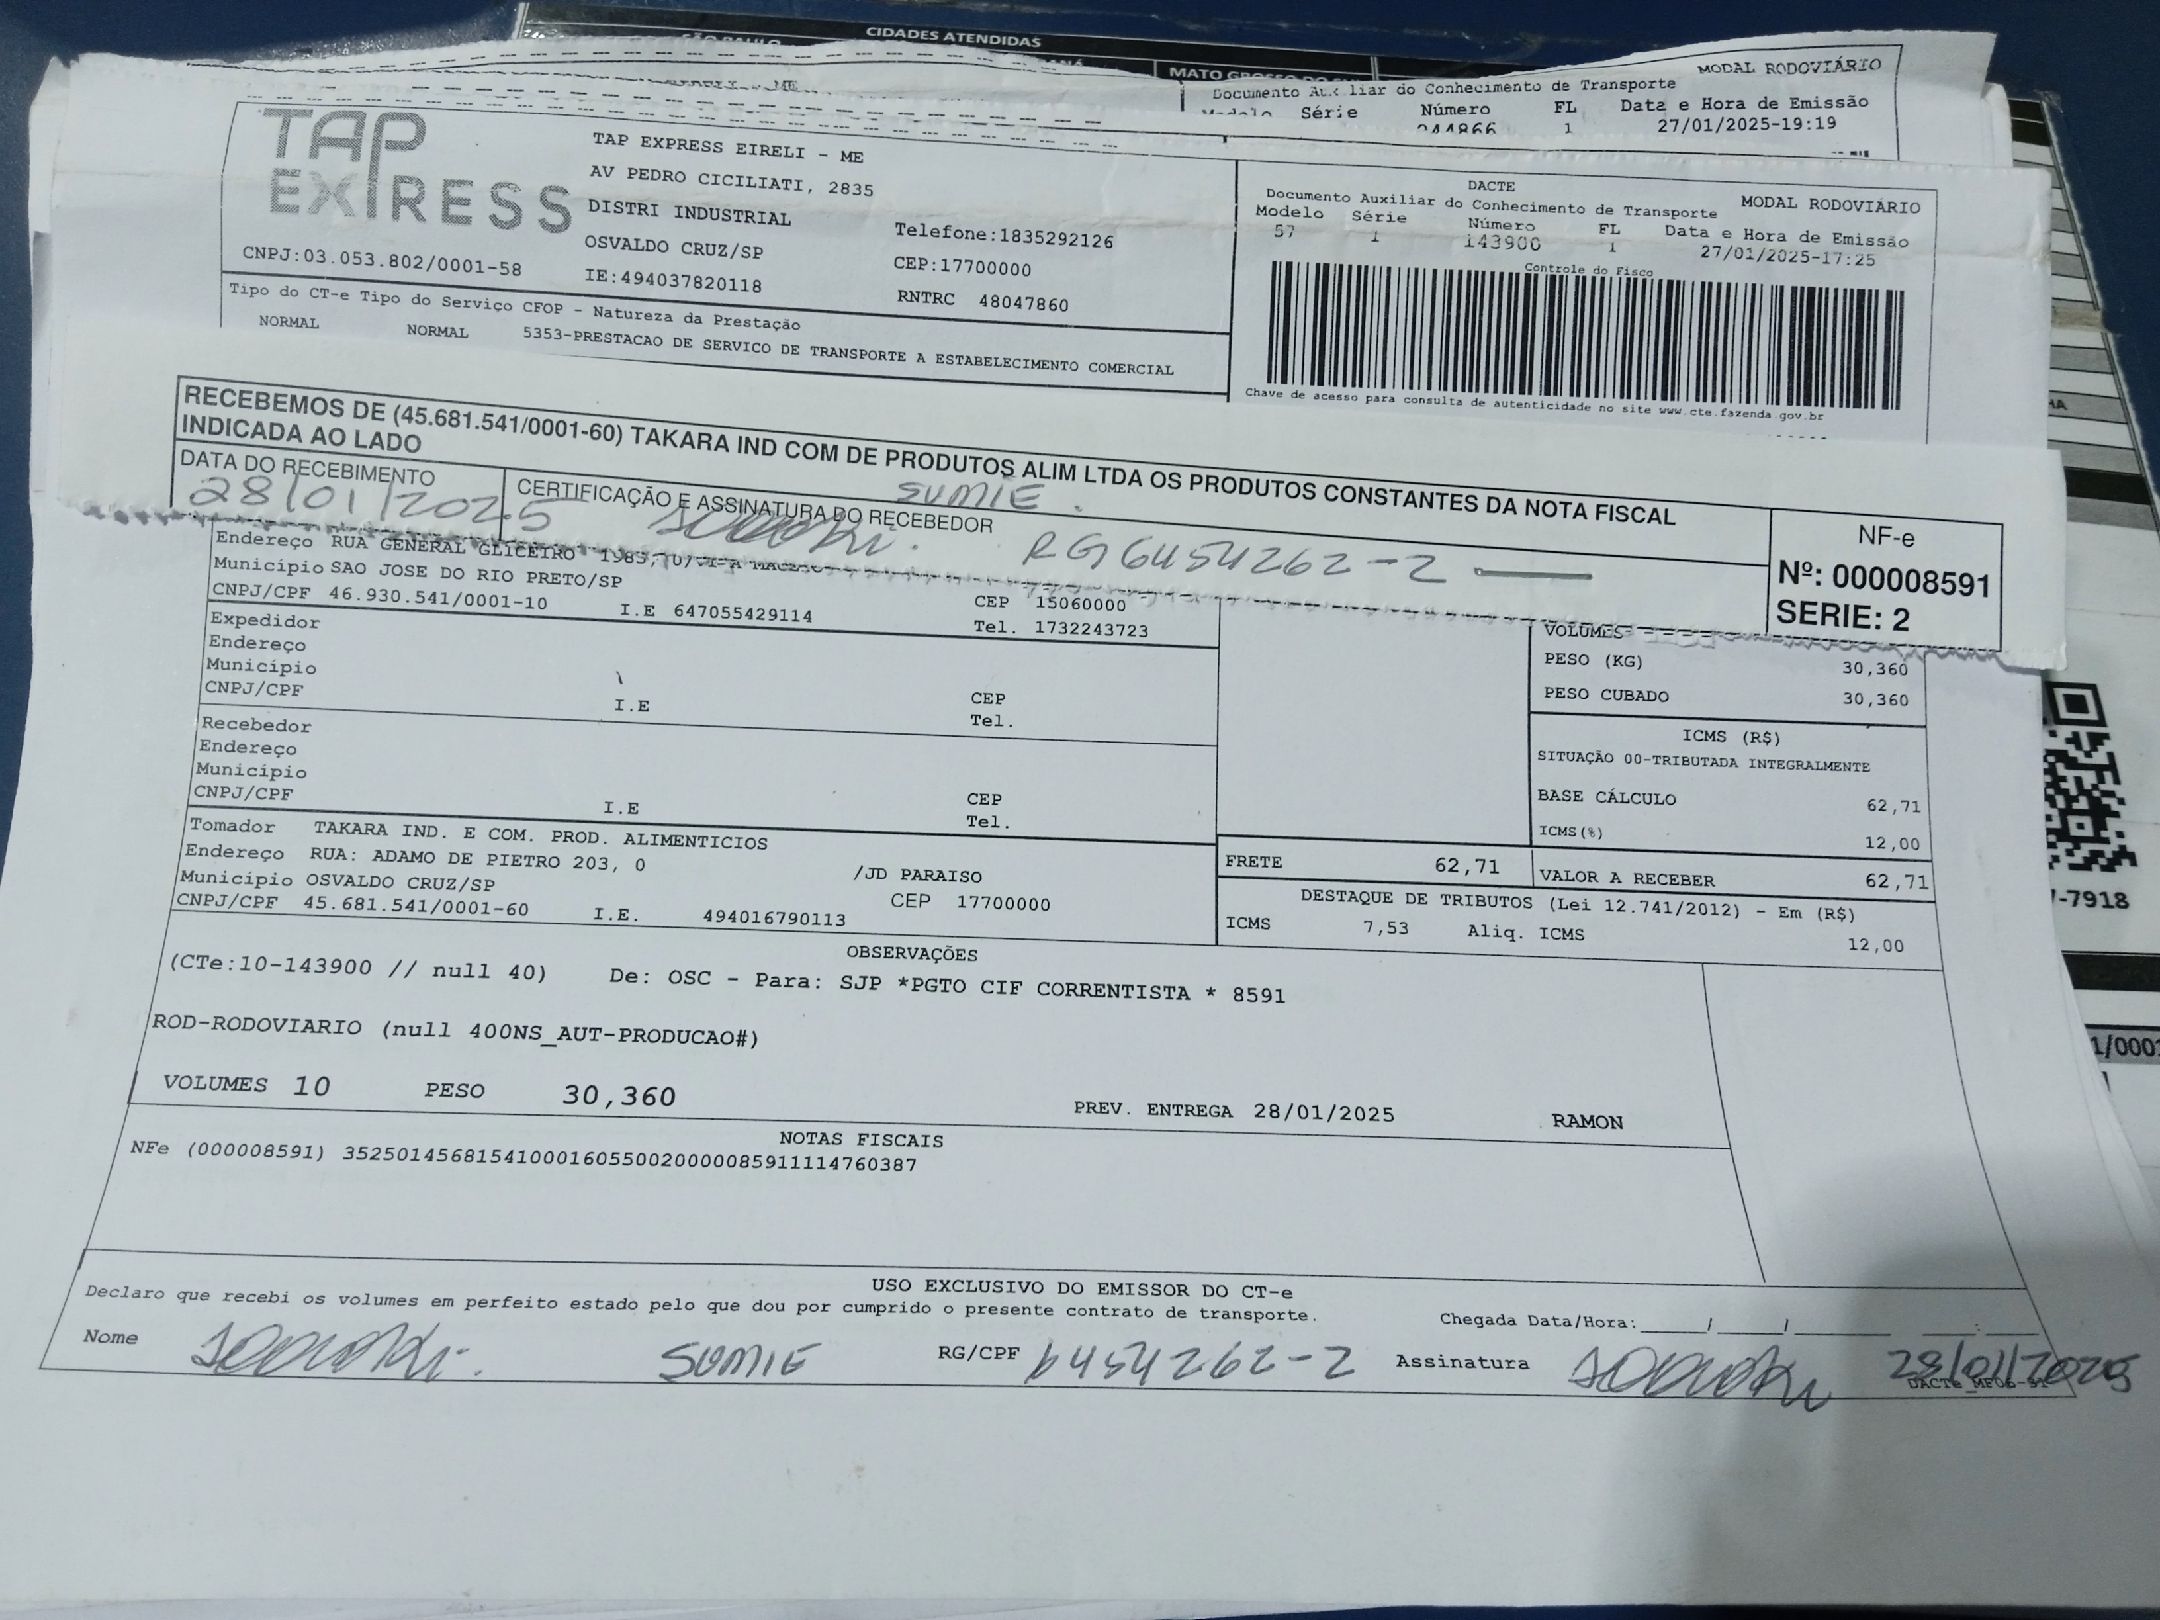 CIDADES ATENDIDAS
MODAL RODOVIÁRIO
Conhecimento de Transporte
Série Número FL Data e Hora de Emissão
1 27/01/2025-19:19
TAP
EXPRESS
TAP EXPRESS EIRELI - ME
AV PEDRO CICILIATI, 2835
DISTRI INDUSTRIAL
Telefone:1835292126
OSVALDO CRUZ/SP
CEP:17700000
CNPJ:03.053.802/0001-58
IE:494037820118
RNTRC 48047860
DACTE
Documento Auxiliar do Conhecimento de Transporte
MODAL RODOVIÁRIO
Modelo Série Número FL Data e Hora de Emissão
57 1 143900 1 27/01/2025-17:25
Controle do Fisco
Chave de acesso para consulta de autenticidade no site www.cte.fazenda.gov.br
Tipo do CT-e Tipo do Serviço CFOP - Natureza da Prestação
NORMAL NORMAL 5353-PRESTACAO DE SERVICO DE TRANSPORTE A ESTABELECIMENTO COMERCIAL
RECEBEMOS DE (45.681.541/0001-60) TAKARA IND COM DE PRODUTOS ALIM LTDA OS PRODUTOS CONSTANTES DA NOTA FISCAL
INDICADA AO LADO
DATA DO RECEBIMENTO
28/01/2025
CERTIFICAÇÃO E ASSINATURA DO RECEBEDOR
SUMIE.
RG6454262-2
NF-e
Nº: 000008591
SERIE: 2
Endereço RUA GENERAL GLICERIO 1985, 0/
Município SAO JOSE DO RIO PRETO/SP
CEP 15060000
CNPJ/CPF 46.930.541/0001-10 I.E 647055429114
Tel. 1732243723
Expedidor
Endereço
Município
CNPJ/CPF I.E
CEP
Tel.
Recebedor
Endereço
Município
CNPJ/CPF I.E
CEP
Tel.
VOLUMES
PESO (KG) 30,360
PESO CUBADO 30,360
ICMS (R$)
SITUAÇÃO 00-TRIBUTADA INTEGRALMENTE
BASE CÁLCULO 62,71
ICMS(%) 12,00
Tomador TAKARA IND. E COM. PROD. ALIMENTICIOS
Endereço RUA: ADAMO DE PIETRO 203, 0 /JD PARAISO
Município OSVALDO CRUZ/SP CEP 17700000
CNPJ/CPF 45.681.541/0001-60 I.E. 494016790113
FRETE 62,71 VALOR A RECEBER 62,71
DESTAQUE DE TRIBUTOS (Lei 12.741/2012) - Em (R$)
ICMS 7,53 Aliq. ICMS 12,00
OBSERVAÇÕES
(CTe:10-143900 // null 40) De: OSC - Para: SJP *PGTO CIF CORRENTISTA * 8591
ROD-RODOVIARIO (null 400NS_AUT-PRODUCAO#)
VOLUMES 10 PESO 30,360 PREV. ENTREGA 28/01/2025 RAMON
NOTAS FISCAIS
NFe (000008591) 35250145681541000160550020000085911114760387
USO EXCLUSIVO DO EMISSOR DO CT-e
Declaro que recebi os volumes em perfeito estado pelo que dou por cumprido o presente contrato de transporte.
Chegada Data/Hora:
Nome SUMIE RG/CPF 6454262-2 Assinatura 28/01/2025
-7918